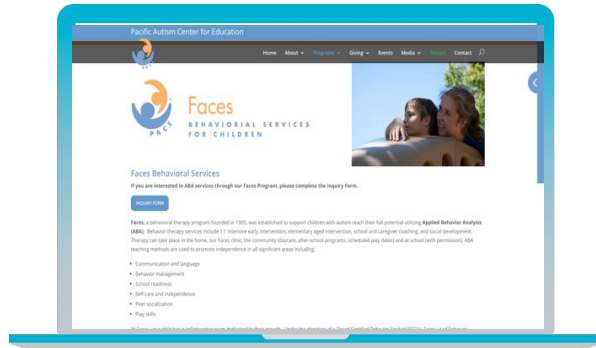 Pacific Autism Center for Education
Home About Programs Giving Events Media Donate Contact
PACE
Faces
BEHAVIORIAL SERVICES
FOR CHILDREN
Faces Behavioral Services
If you are interested in ABA services through our Faces Program, please complete the Inquiry Form.
INQUIRY FORM
Faces, a behavioral therapy program founded in 1995, was established to support children with autism reach their full potential utilizing Applied Behavior Analysis
(ABA). Behavior therapy services include 1:1 intensive early intervention, elementary aged intervention, school and caregiver coaching, and social development.
Therapy can take place in the home, our Faces clinic, the community (daycare, after-school programs, scheduled play dates) and at school (with permission). ABA
teaching methods are used to promote independence in all significant areas including:
• Communication and language
• Behavior management
• School readiness
• Self-care and independence
• Peer socialization
• Play skills